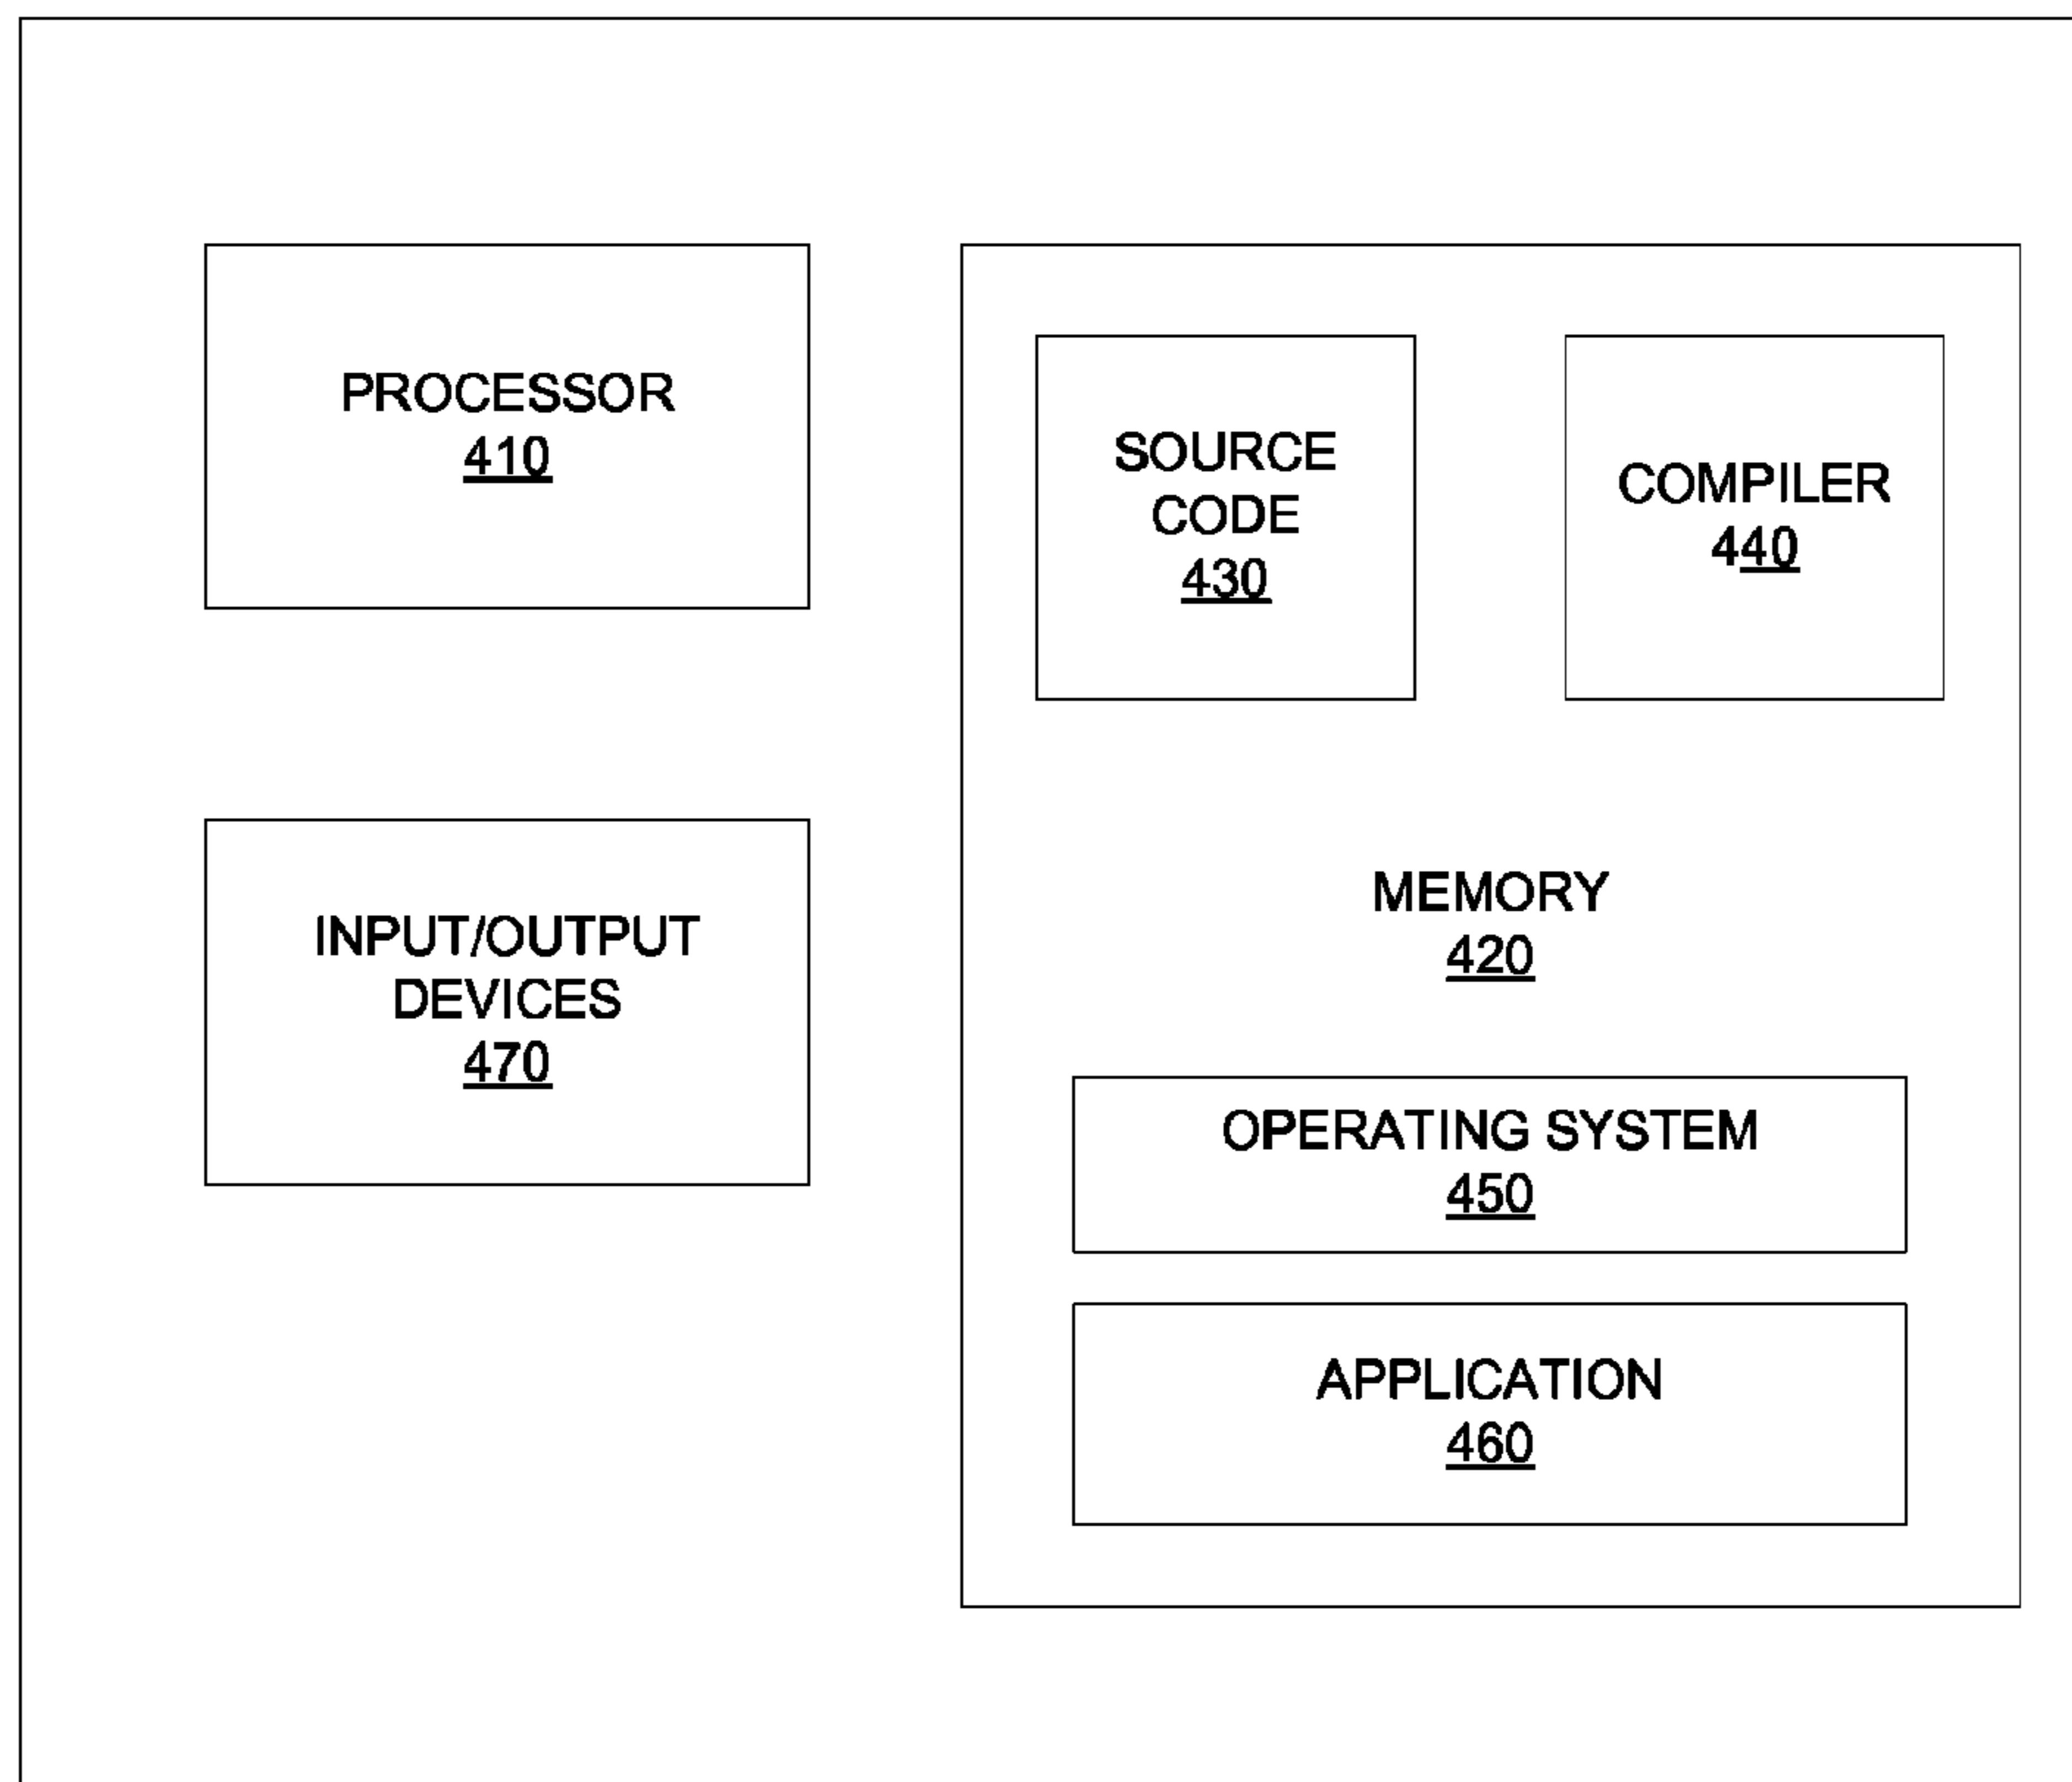 PROCESSOR
410
SOURCE
CODE
430
COMPILER
440
INPUT/OUTPUT
DEVICES
470
MEMORY
420
OPERATING SYSTEM
450
APPLICATION
460